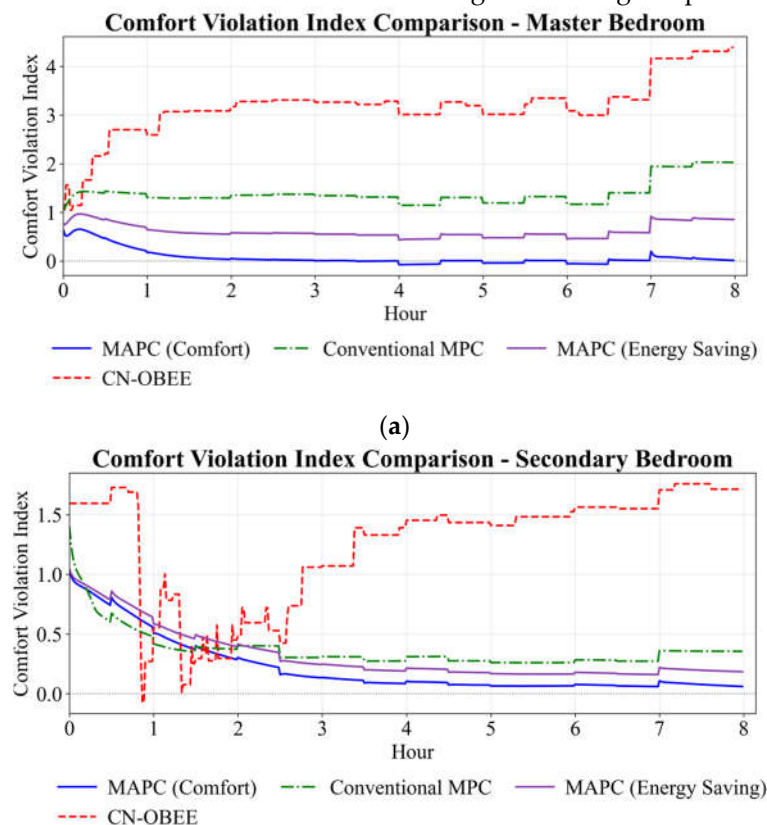 Comfort Violation Index Comparison - Master Bedroom
Comfort Violation Index
4
3
2
1
0
0 1 2 3 4 5 6 7 8
Hour
MAPC (Comfort) Conventional MPC MAPC (Energy Saving)
CN-OBEE
(a)
Comfort Violation Index Comparison - Secondary Bedroom
Comfort Violation Index
1.5
1.0
0.5
0.0
0 1 2 3 4 5 6 7 8
Hour
MAPC (Comfort) Conventional MPC MAPC (Energy Saving)
CN-OBEE